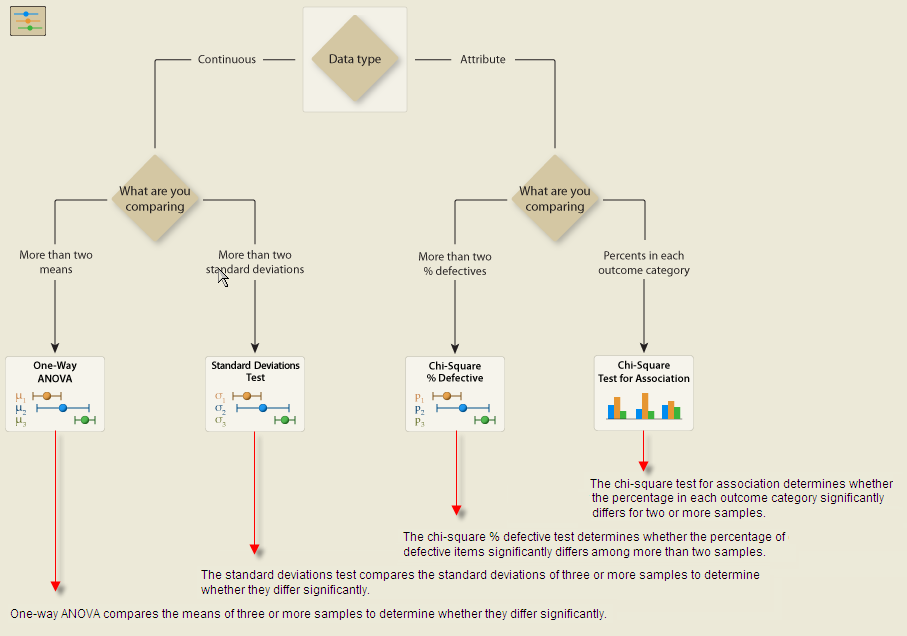 Continuous
Data type
Attribute
What are you
comparing
What are you
comparing
More than two
means
More than two
standard deviations
More than two
% defectives
Percents in each
outcome category
One-Way
ANOVA
μ1
μ2
μ3
Standard Deviations
Test
σ1
σ2
σ3
Chi-Square
% Defective
p1
p2
p3
Chi-Square
Test for Association
The chi-square test for association determines whether
the percentage in each outcome category significantly
differs for two or more samples.
The chi-square % defective test determines whether the percentage of
defective items significantly differs among more than two samples.
The standard deviations test compares the standard deviations of three or more samples to determine
whether they differ significantly.
One-way ANOVA compares the means of three or more samples to determine whether they differ significantly.